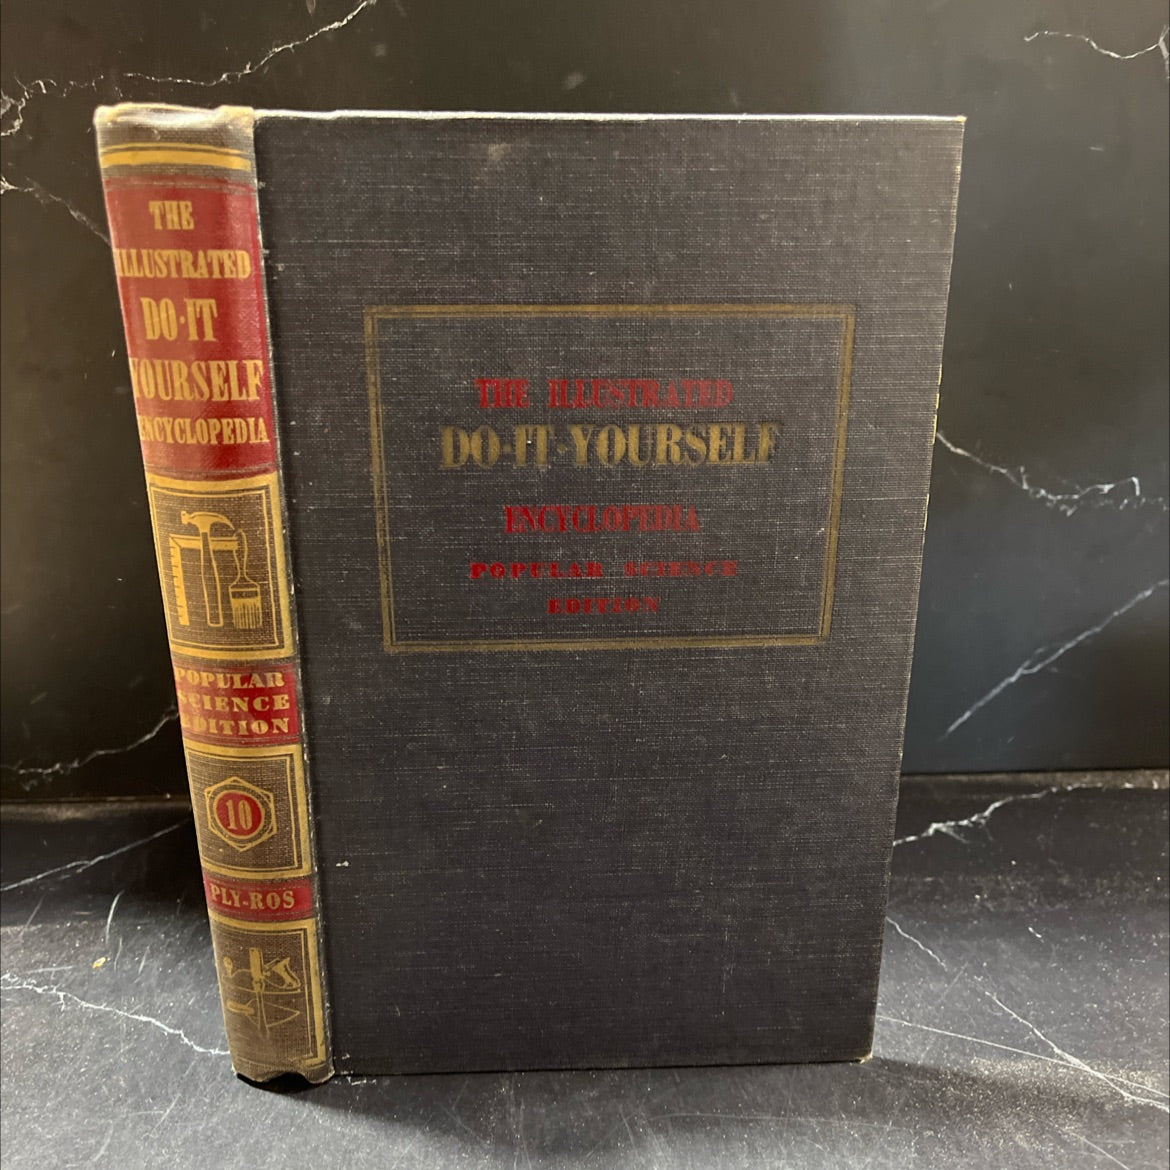 THE
ILLUSTRATED
DO·IT
YOURSELF
ENCYCLOPEDIA
POPULAR
SCIENCE
EDITION
10
PLY-ROS
THE ILLUSTRATED
DO·IT·YOURSELF
ENCYCLOPEDIA
POPULAR SCIENCE
EDITION